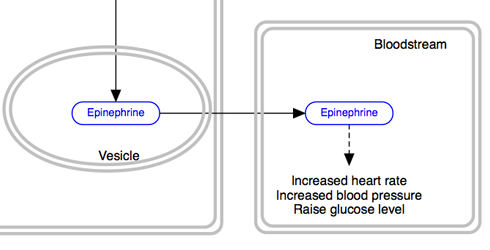 Bloodstream
Epinephrine
Epinephrine
Vesicle
Increased heart rate
Increased blood pressure
Raise glucose level